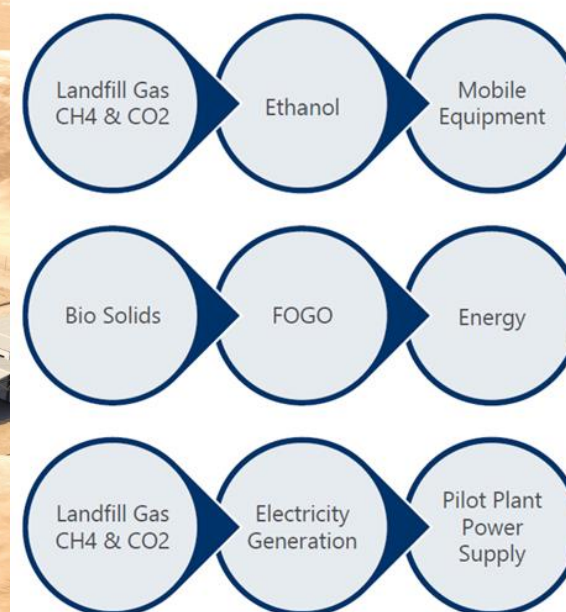 Landfill Gas
CH4 & CO2
Ethanol
Mobile
Equipment
Bio Solids
FOGO
Energy
Landfill Gas
CH4 & CO2
Electricity
Generation
Pilot Plant
Power
Supply